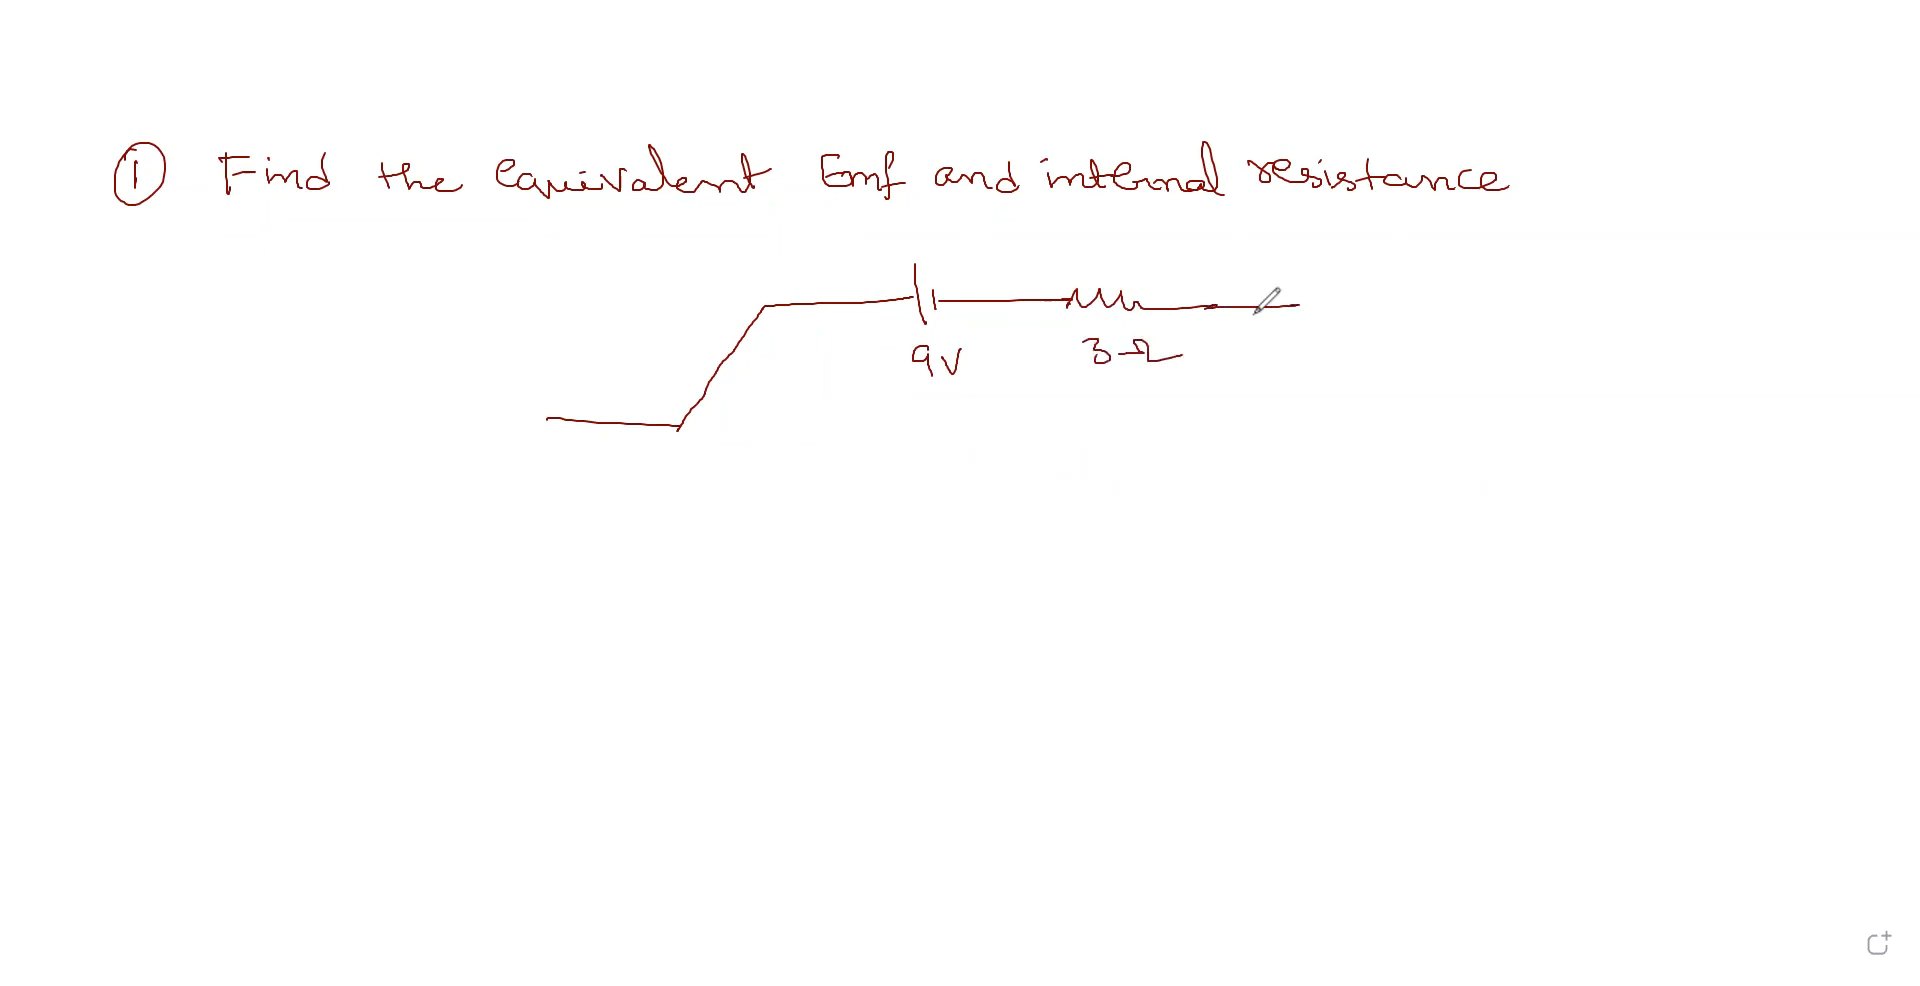 ① Find the equivalent Emf and internal resistance
9V
3Ω